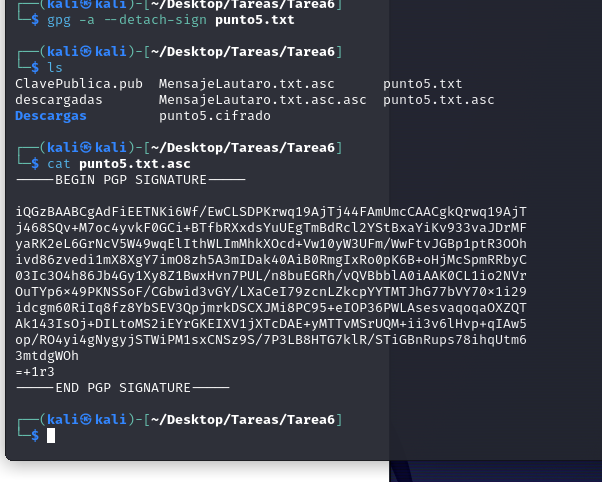 ┌──(kali㉿kali)-[~/Desktop/Tareas/Tarea6]
└─$ gpg -a --detach-sign punto5.txt
┌──(kali㉿kali)-[~/Desktop/Tareas/Tarea6]
└─$ ls
ClavePublica.pub  MensajeLautaro.txt.asc      punto5.txt
descargadas       MensajeLautaro.txt.asc.asc  punto5.txt.asc
Descargas         punto5.cifrado
┌──(kali㉿kali)-[~/Desktop/Tareas/Tarea6]
└─$ cat punto5.txt.asc
-----BEGIN PGP SIGNATURE-----
iQGzBAABCgAdFiEETNKi6Wf/EwCLSDPKrwq19AjTj44FAmUmcCAACgkQrwq19AjT
j468SQv+M7oc4yvkF0GCi+BTfbRXxdsYuUEgTmBdRcl2YStBxaYiKv933vaJDrMF
yaRK2eL6GrNcV5W49wqElIthWLImMhkXOcd+Vw10yW3UFm/WwFtvJGBp1ptR3OOh
ivd86zvedi1mX8XgY7imO8zh5A3mIDak40AiB0RmgIxRo0pK6B+oHjMcSpmRRbyC
03Ic3O4h86Jb4Gy1Xy8Z1BwxHvn7PUL/n8buEGRh/vQVBbblA0iAAK0CL1io2NVr
OuTYp6x49PKNSSoF/CGbwid3vGY/LXaCeI79zcnLZkcpYYTMTJhG77bVY70x1i29
idcgm60RiIq8fz8YbSEV3QpjmrkDSCXJMi8PC95+eIOP36PWLAsesvaqoqaOXZQT
Ak143IsOj+DILtoMS2iEYrGKEIXV1jXTcDAE+yMTTvMSrUQM+ii3v6lHvp+qIAw5
op/RO4yi4gNygyjSTWiPM1sxCNSz9S/7P3LB8HTG7klR/STiGBnRups78ihqUtm6
3mtdgWOh
=+1r3
-----END PGP SIGNATURE-----
┌──(kali㉿kali)-[~/Desktop/Tareas/Tarea6]
└─$